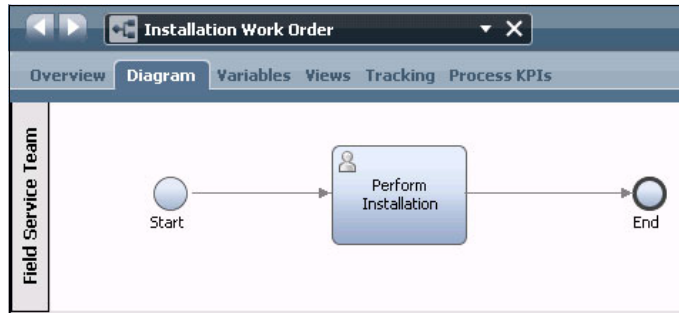 Installation Work Order
Overview Diagram Variables Views Tracking Process KPIs
Field Service Team
Perform
Installation
Start
End